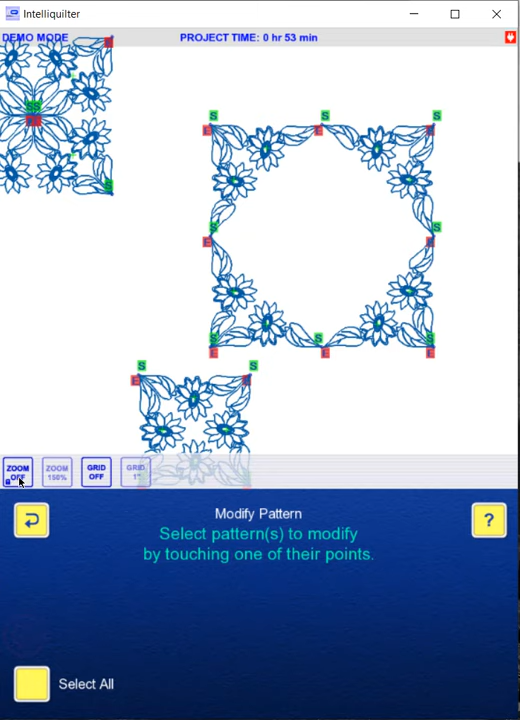 Intelliquilter
DEMO MODE
PROJECT TIME: 0 hr 53 min
S
S
S
E
E
E
SS
S
S
S
E
E
S
S
S
E
E
E
S
S
E
E
ZOOM
OFF
ZOOM
150%
GRID
OFF
GRID
1"
Modify Pattern
Select pattern(s) to modify
by touching one of their points.
?
Select All